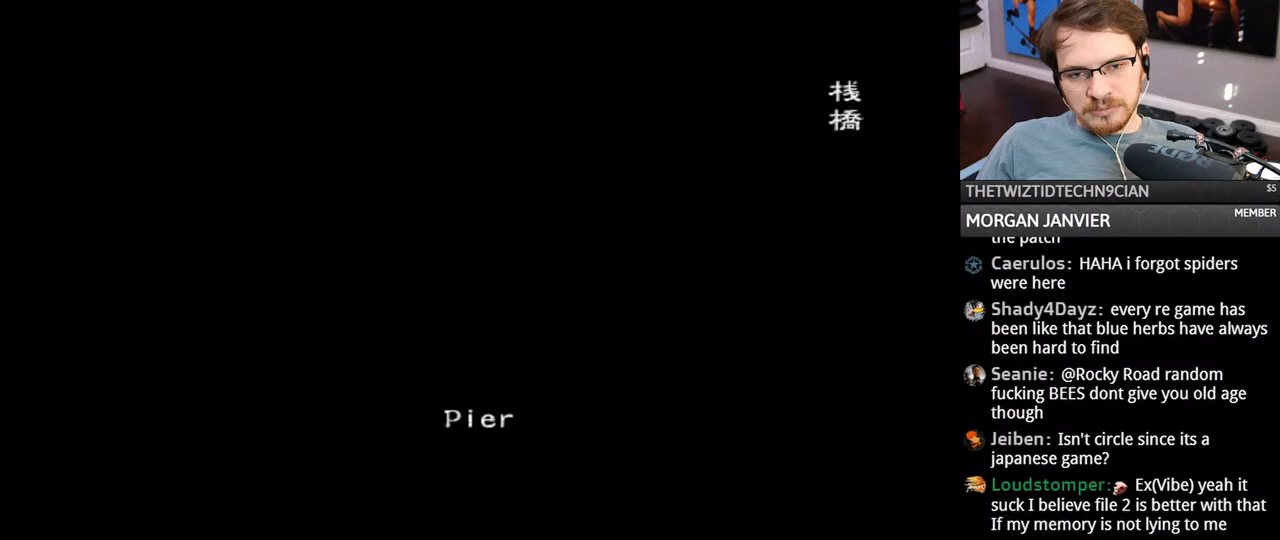 桟橋
Pier
RØDE
THETWIZTIDTECHN9CIAN $5
MORGAN JANVIER MEMBER
the patch
Caerulos: HAHA i forgot spiders
were here
Shady4Dayz: every re game has
been like that blue herbs have always
been hard to find
Seanie: @Rocky Road random
fucking BEES dont give you old age
though
Jeiben: Isn't circle since its a
japanese game?
Loudstomper: Ex(Vibe) yeah it
suck I believe file 2 is better with that
If my memory is not lying to me